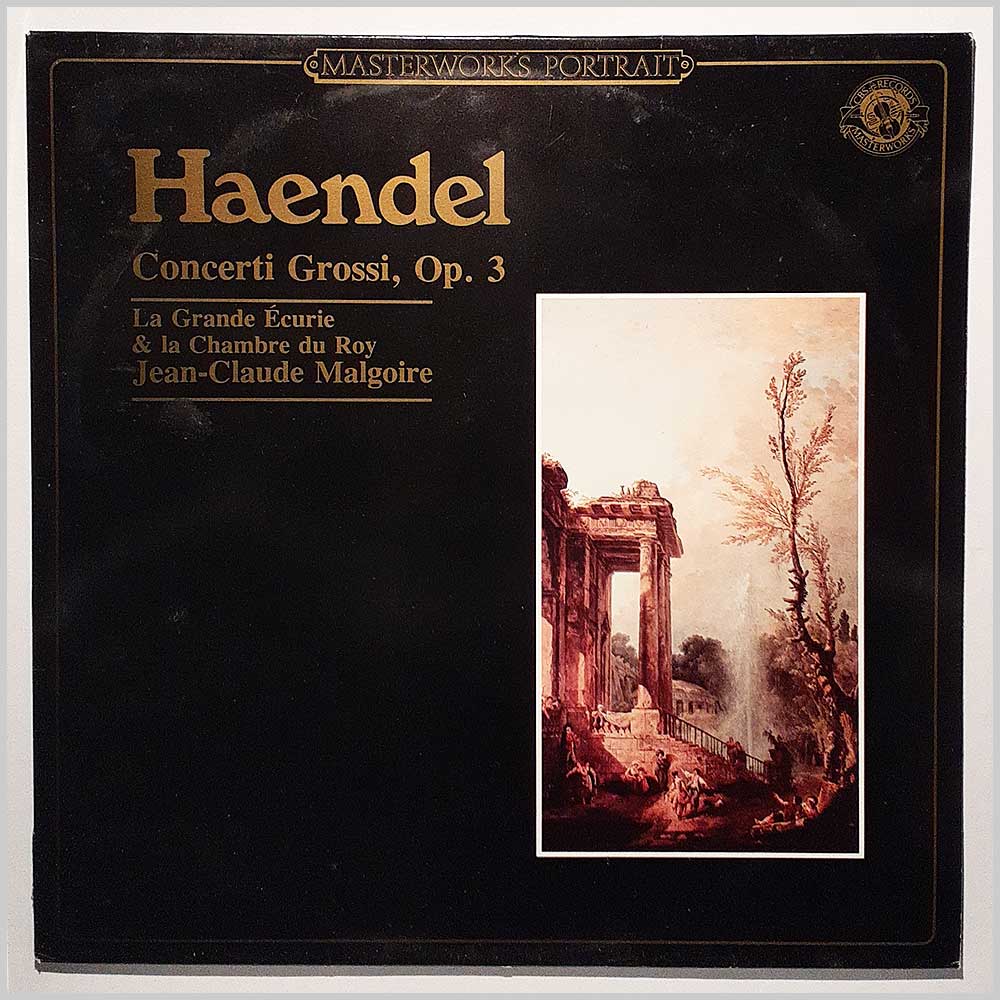 MASTERWORKS PORTRAIT
CBS RECORDS
MASTERWORKS
Haendel
Concerti Grossi, Op. 3
La Grande Écurie
& la Chambre du Roy
Jean-Claude Malgoire